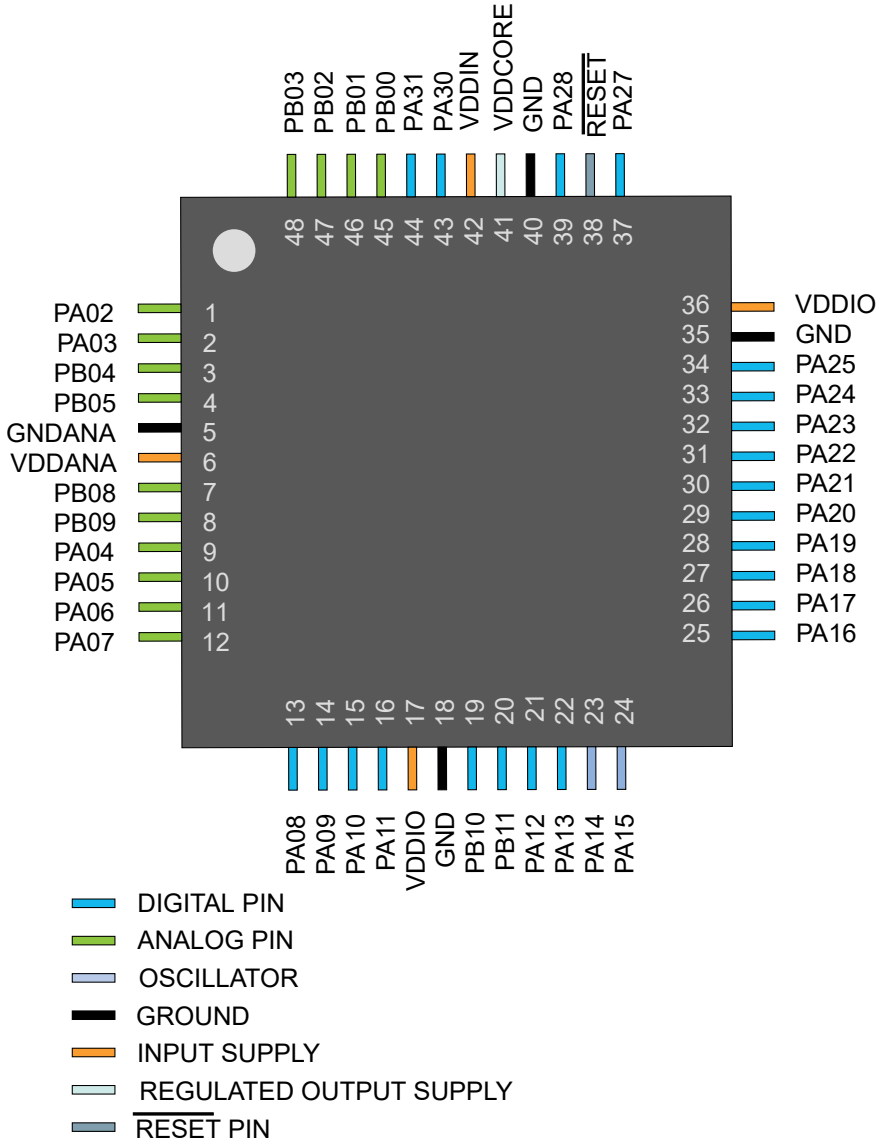 PB03
PB02
PB01
PB00
PA31
PA30
VDDIN
VDDCORE
GND
PA28
RESET
PA27
48
47
46
45
44
43
42
41
40
39
38
37
PA02 1
PA03 2
PB04 3
PB05 4
GNDANA 5
VDDANA 6
PB08 7
PB09 8
PA04 9
PA05 10
PA06 11
PA07 12
36 VDDIO
35 GND
34 PA25
33 PA24
32 PA23
31 PA22
30 PA21
29 PA20
28 PA19
27 PA18
26 PA17
25 PA16
13
14
15
16
17
18
19
20
21
22
23
24
PA08
PA09
PA10
PA11
VDDIO
GND
PB10
PB11
PA12
PA13
PA14
PA15
DIGITAL PIN
ANALOG PIN
OSCILLATOR
GROUND
INPUT SUPPLY
REGULATED OUTPUT SUPPLY
RESET PIN